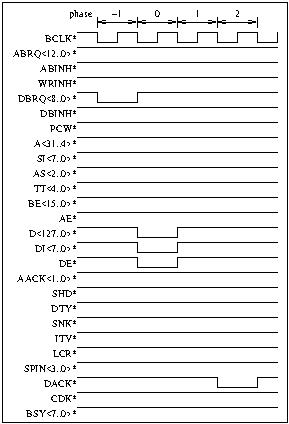 phase -1 0 1 2
BCLK*
ABRQ<12..0>*
ABINH*
WRINH*
DBRQ<8..0>*
DBINH*
PCW*
A<31..4>*
SI<7..0>*
AS<2..0>*
TT<4..0>*
BE<15..0>*
AE*
D<127..0>*
DI<7..0>*
DE*
AACK<1..0>*
SHD*
DTY*
SNK*
ITV*
LCR*
SPIN<3..0>*
DACK*
CDK*
BSY<7..0>*